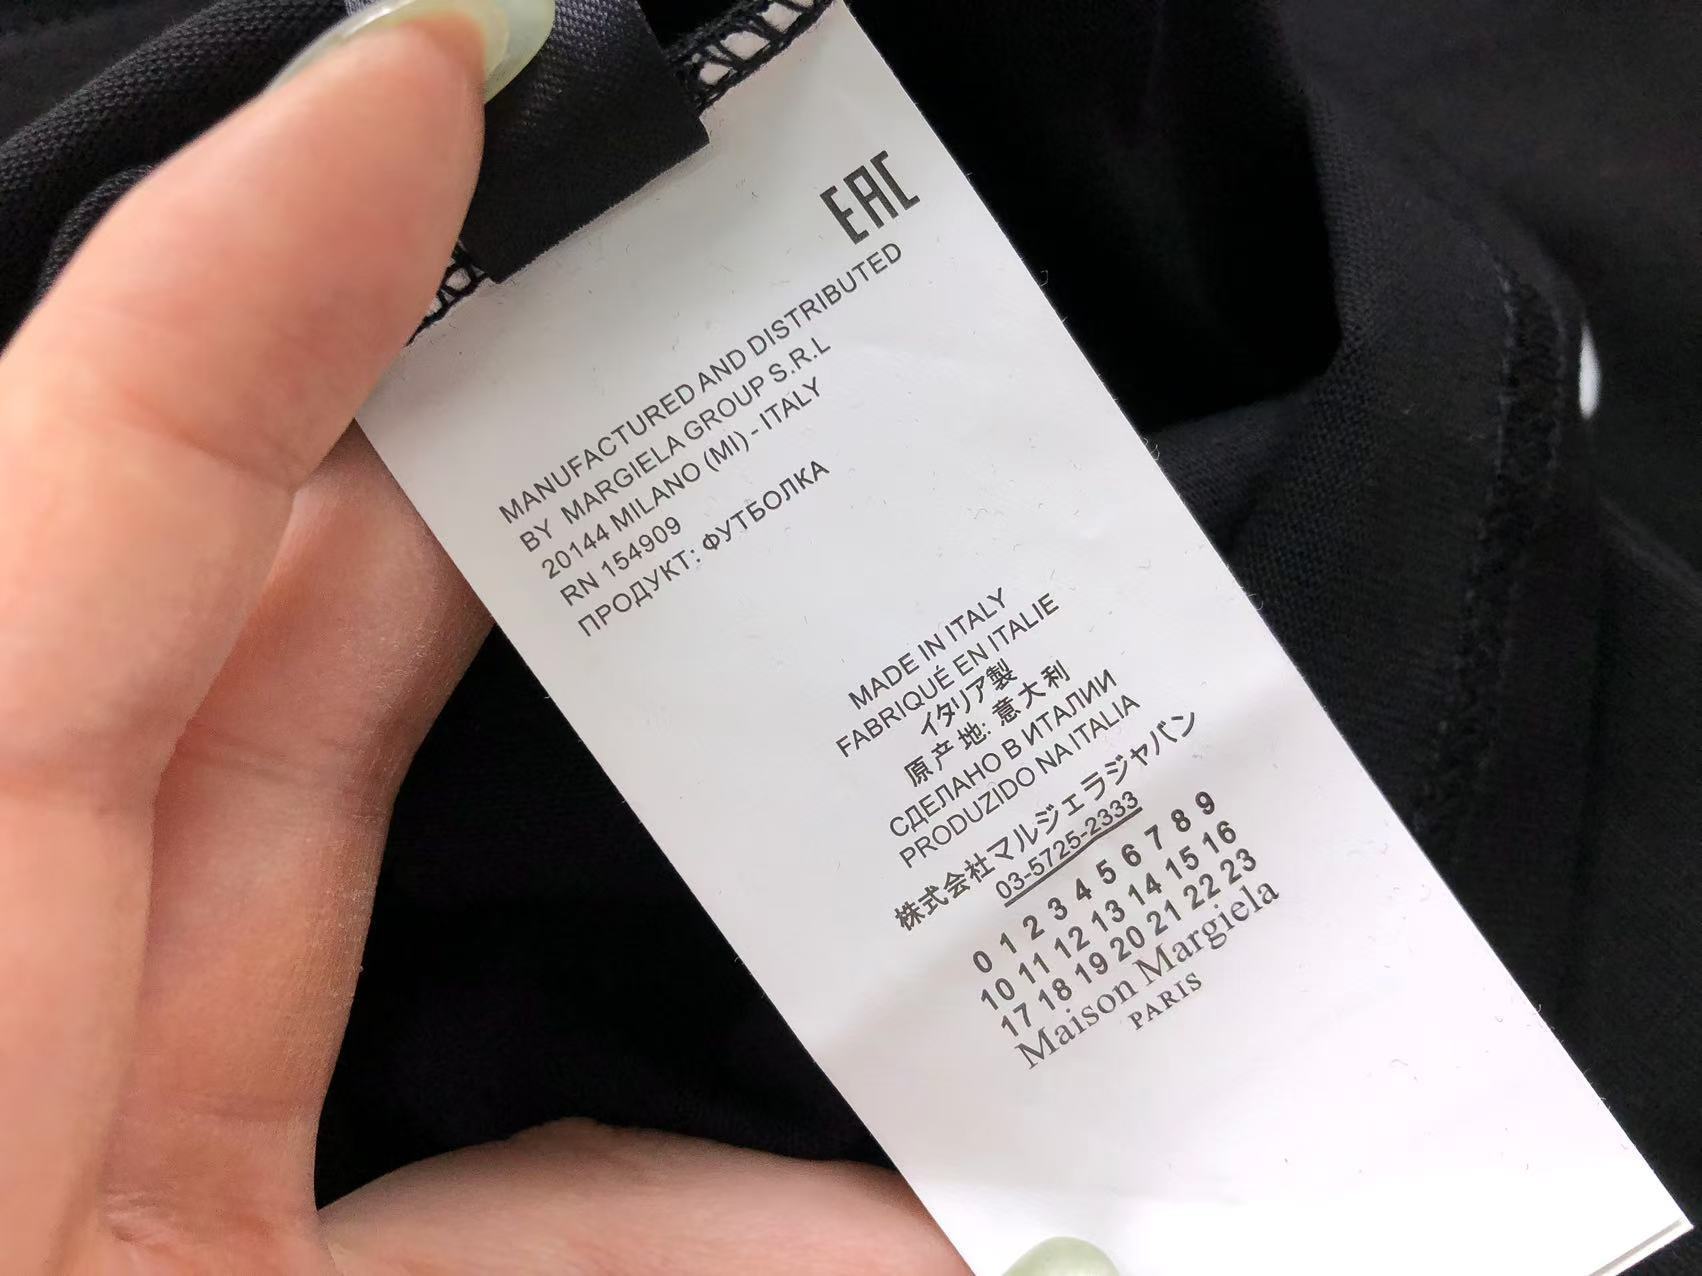 EAC
MANUFACTURED AND DISTRIBUTED
BY MARGIELA GROUP S.R.L
20144 MILANO (MI) - ITALY
RN 154909
ПРОДУКТ: ФУТБОЛКА
MADE IN ITALY
FABRIQUÉ EN ITALIE
イタリア製
原产地: 意大利
СДЕЛАНО В ИТАЛИИ
PRODUZIDO NA ITALIA
株式会社マルジェラジャパン
03-5725-2333
0 1 2 3 4 5 6 7 8 9
10 11 12 13 14 15 16
17 18 19 20 21 22 23
Maison Margiela
PARIS